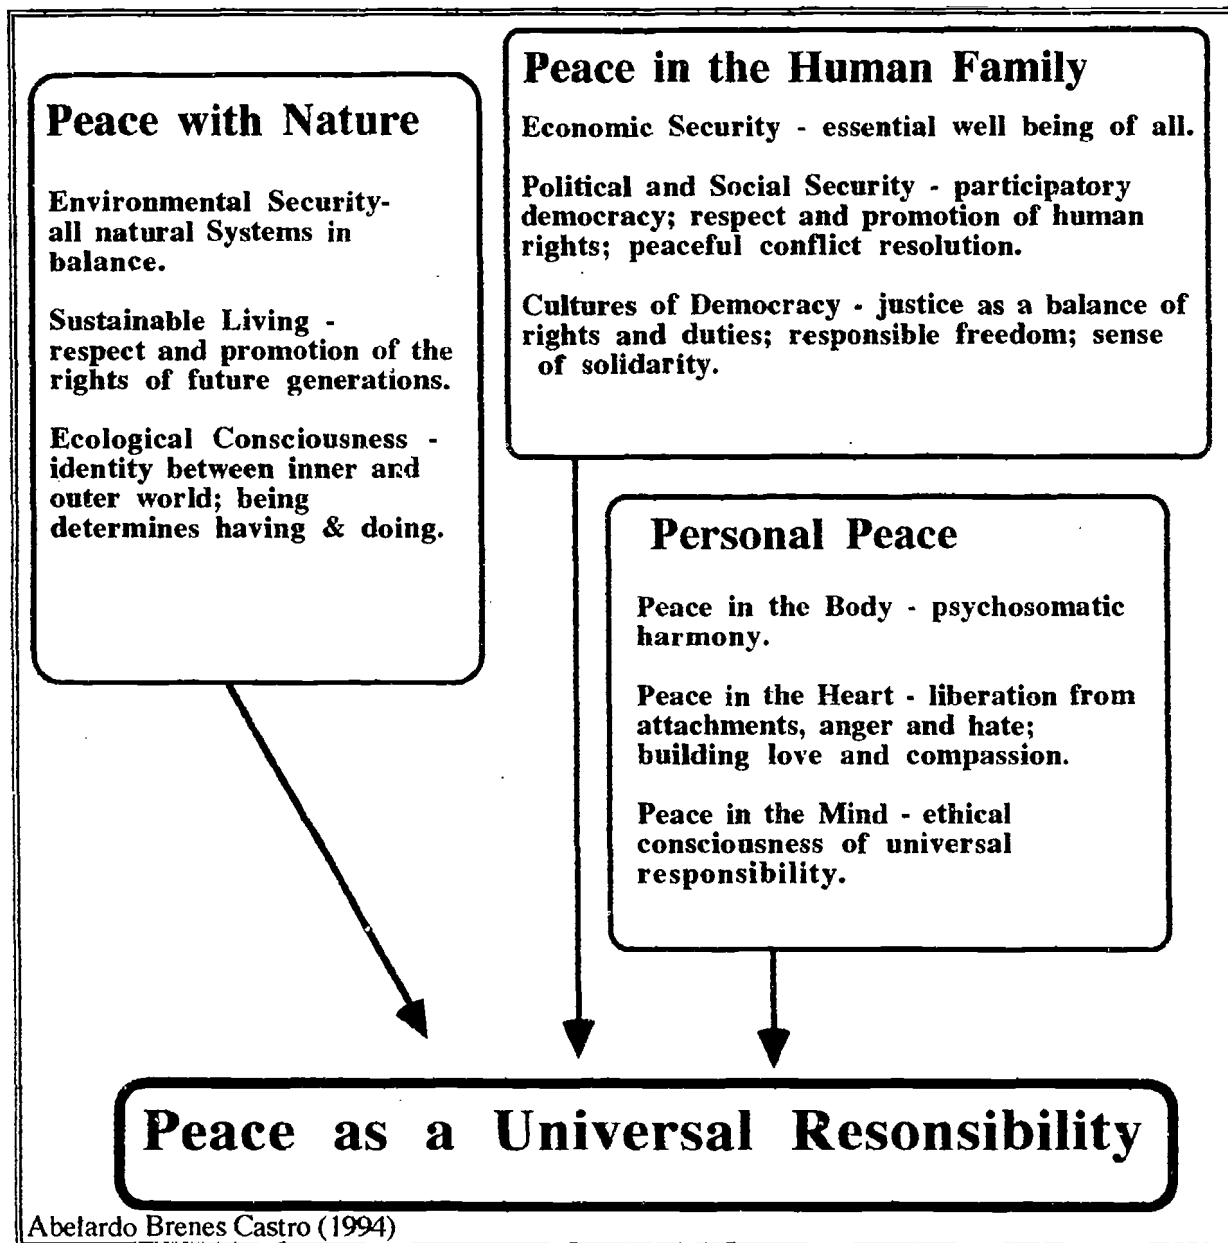 Peace with Nature
Environmental Security-
all natural Systems in
balance.
Sustainable Living -
respect and promotion of the
rights of future generations.
Ecological Consciousness -
identity between inner and
outer world; being
determines having & doing.
Peace in the Human Family
Economic Security - essential well being of all.
Political and Social Security - participatory
democracy; respect and promotion of human
rights; peaceful conflict resolution.
Cultures of Democracy - justice as a balance of
rights and duties; responsible freedom; sense
of solidarity.
Personal Peace
Peace in the Body - psychosomatic
harmony.
Peace in the Heart - liberation from
attachments, anger and hate;
building love and compassion.
Peace in the Mind - ethical
consciousness of universal
responsibility.
Peace as a Universal Resonsibility
Abelardo Brenes Castro (1994)